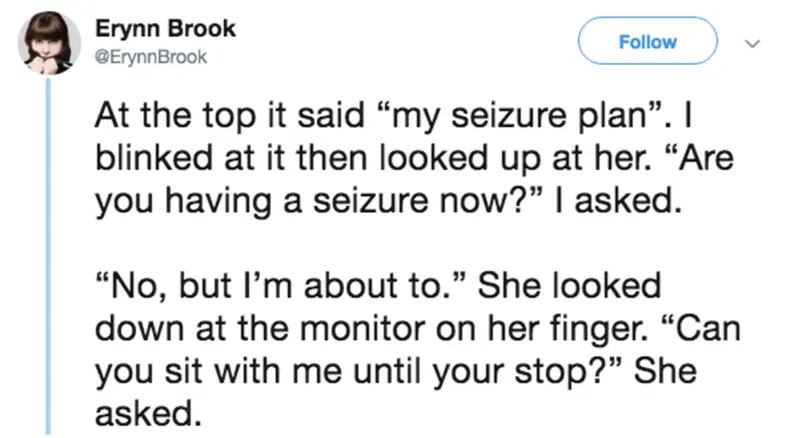 Erynn Brook
@ErynnBrook
Follow
At the top it said “my seizure plan”. I
blinked at it then looked up at her. “Are
you having a seizure now?” I asked.
“No, but I’m about to.” She looked
down at the monitor on her finger. “Can
you sit with me until your stop?” She
asked.